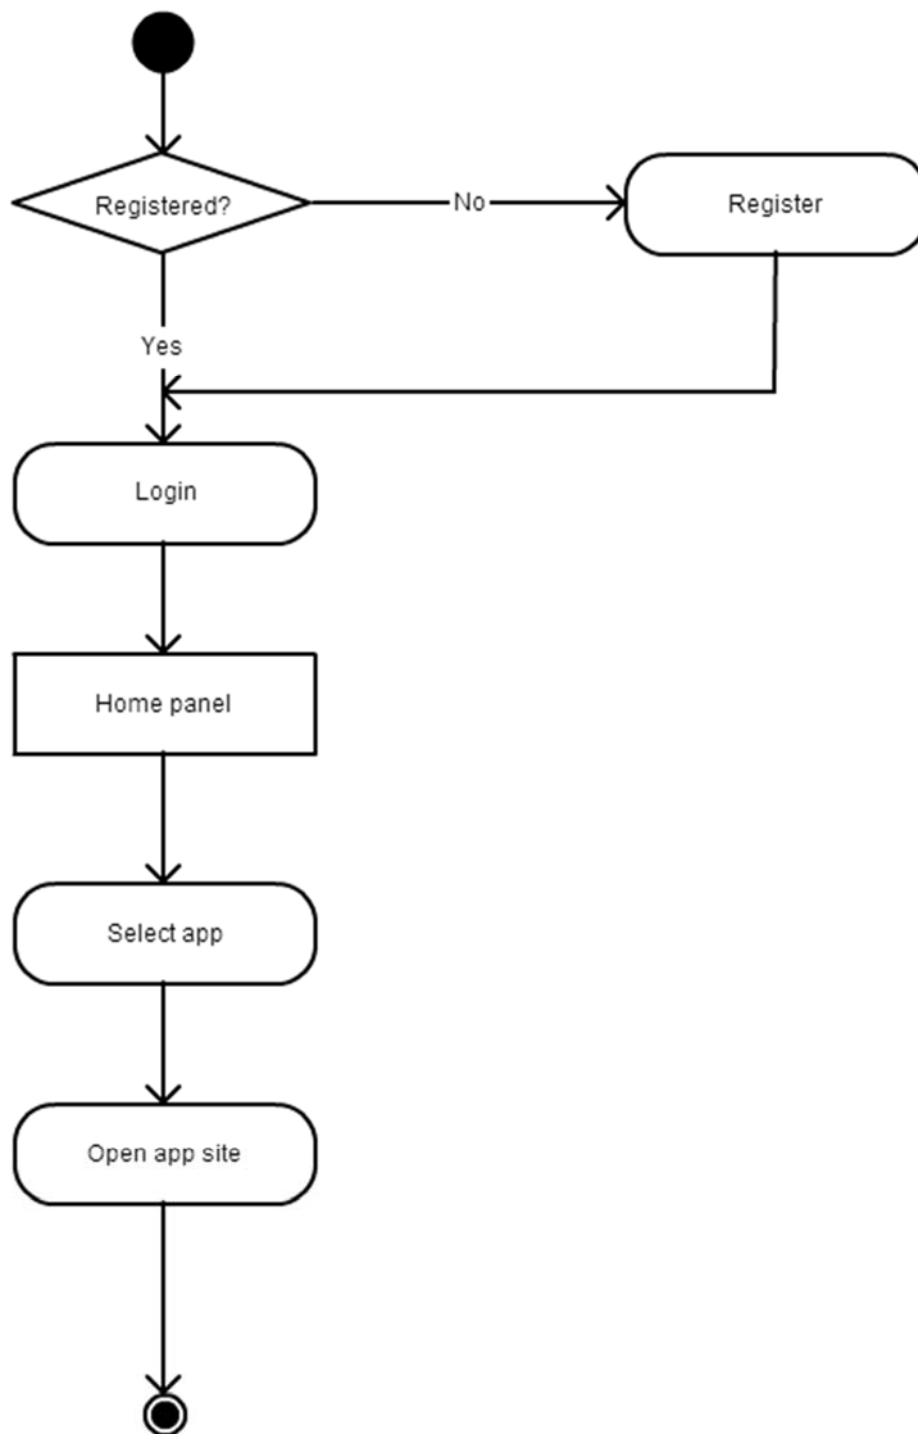 Registered?
No
Register
Yes
Login
Home panel
Select app
Open app site